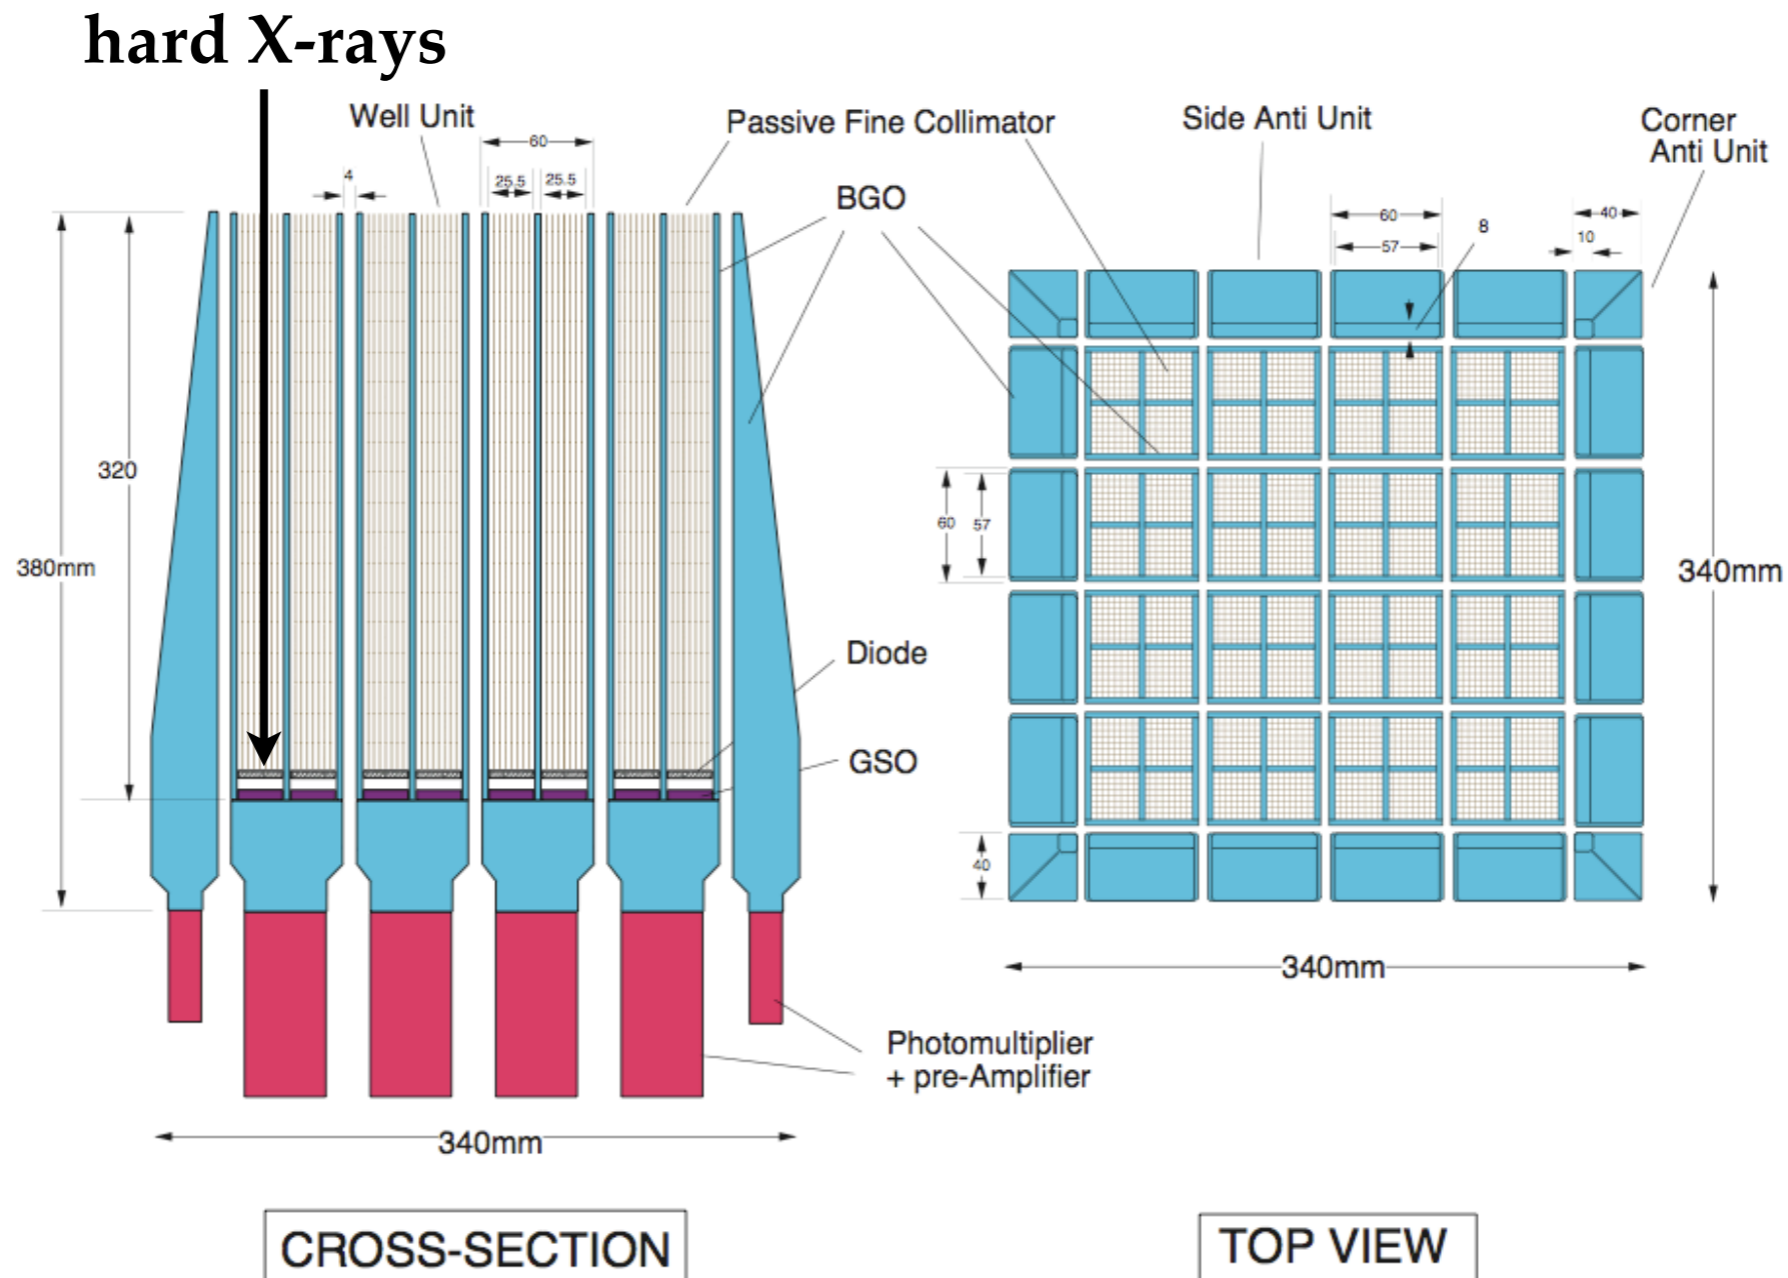 hard X-rays
Well Unit
Passive Fine Collimator
Side Anti Unit
Corner
Anti Unit
60
4
25.5
25.5
BGO
60
57
8
40
10
320
380mm
60
57
340mm
Diode
GSO
40
340mm
Photomultiplier
+ pre-Amplifier
340mm
CROSS-SECTION
TOP VIEW